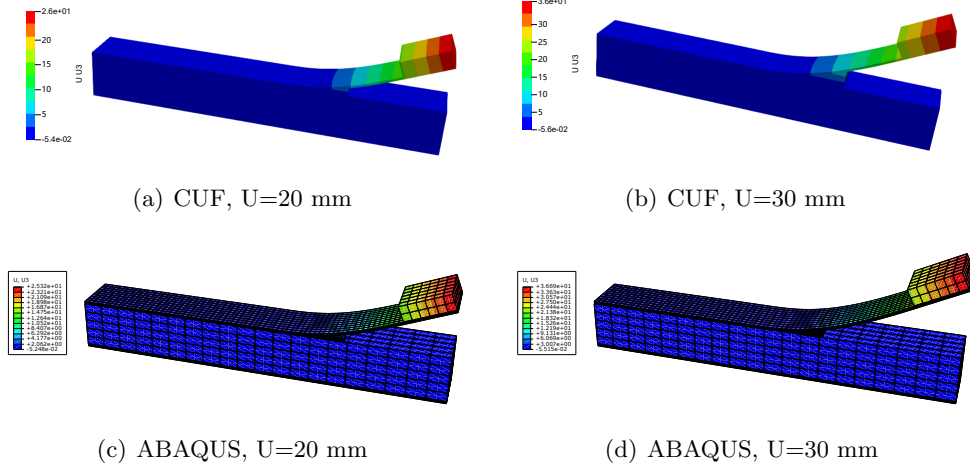 2.6e+01
20
15
10
5
-5.4e-02
U U3
3.6e+01
30
25
20
15
10
5
-5.6e-02
U U3
(a) CUF, U=20 mm
(b) CUF, U=30 mm
U, U3
+2.532e+01
+2.321e+01
+2.109e+01
+1.898e+01
+1.687e+01
+1.475e+01
+1.264e+01
+1.052e+01
+8.407e+00
+6.292e+00
+4.177e+00
+2.062e+00
-5.248e-02
U, U3
+3.669e+01
+3.363e+01
+3.057e+01
+2.750e+01
+2.444e+01
+2.138e+01
+1.832e+01
+1.526e+01
+1.219e+01
+9.131e+00
+6.069e+00
+3.007e+00
-5.515e-02
(c) ABAQUS, U=20 mm
(d) ABAQUS, U=30 mm